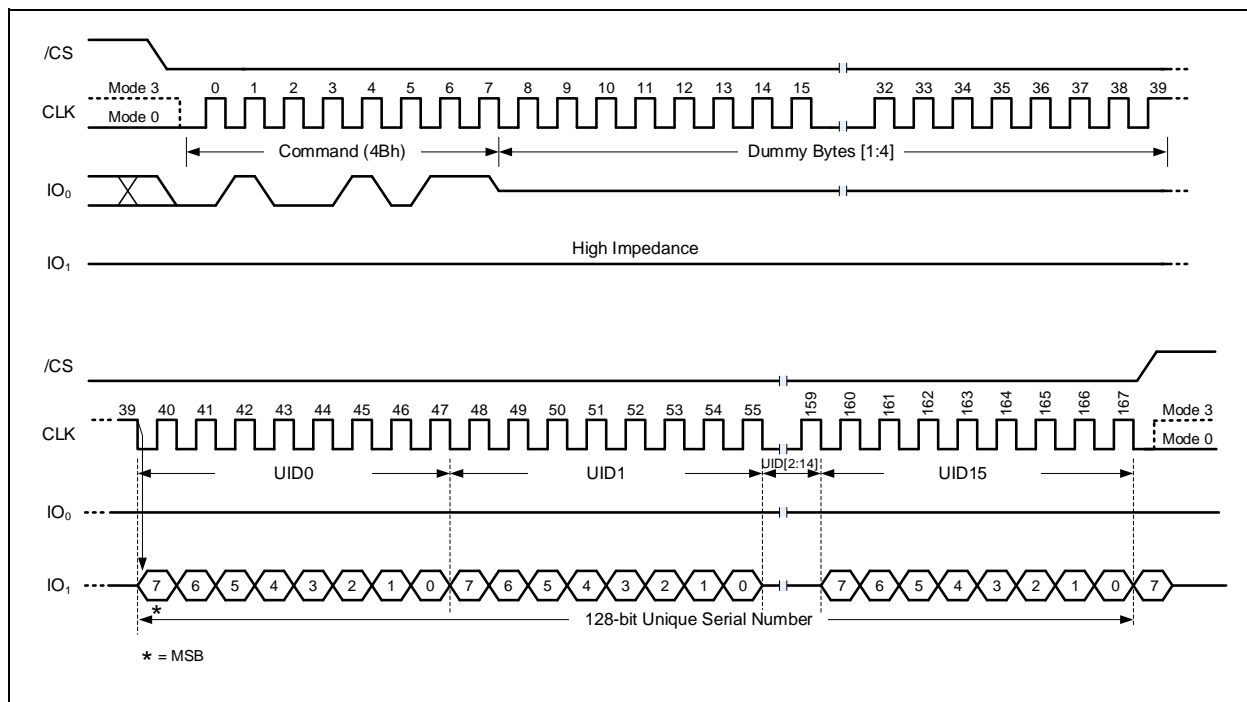 /CS
Mode 3 0 1 2 3 4 5 6 7 8 9 10 11 12 13 14 15 32 33 34 35 36 37 38 39
CLK
Mode 0
Command (4Bh) Dummy Bytes [1:4]
IO₀
High Impedance
IO₁
/CS
39 40 41 42 43 44 45 46 47 48 49 50 51 52 53 54 55 159 160 161 162 163 164 165 166 167 Mode 3
CLK
Mode 0
UID0 UID1 UID[2:14] UID15
IO₀
IO₁ 7 6 5 4 3 2 1 0 7 6 5 4 3 2 1 0 7 6 5 4 3 2 1 0 7
*
128-bit Unique Serial Number
* = MSB